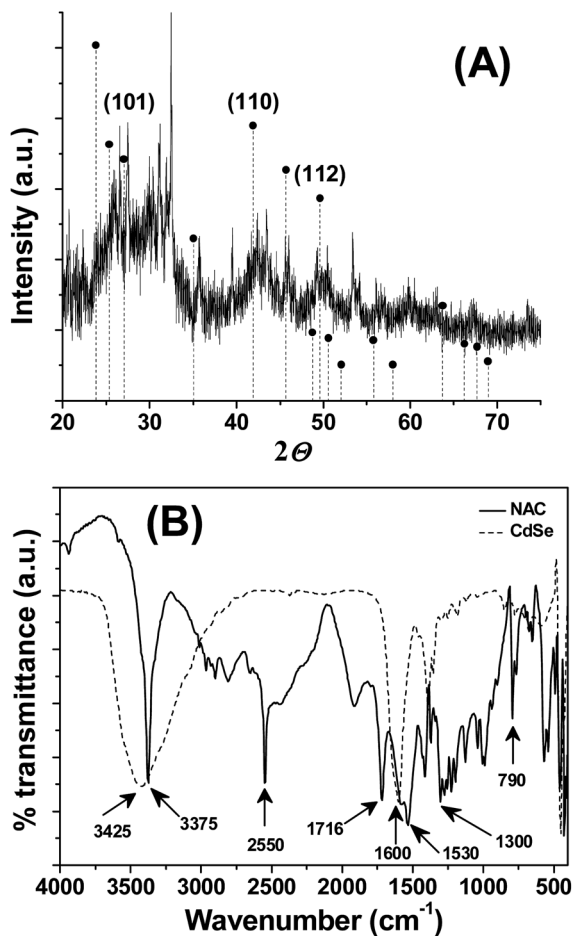 (A)
(101)
(110)
(112)
Intensity (a.u.)
20 30 40 50 60 70
2Θ
(B)
NAC
CdSe
% transmittance (a.u.)
3425
3375
2550
1716
1600
1530
1300
790
4000 3500 3000 2500 2000 1500 1000 500
Wavenumber (cm⁻¹)